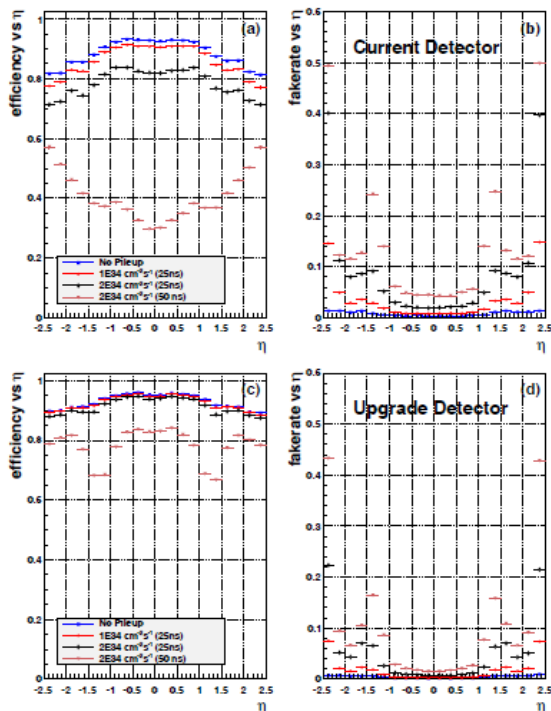 (a)
efficiency vs η
1
0.8
0.6
0.4
0.2
0
No Pileup
1E34 cm⁻²s⁻¹ (25ns)
2E34 cm⁻²s⁻¹ (25ns)
2E34 cm⁻²s⁻¹ (50 ns)
-2.5 -2 -1.5 -1 -0.5 0 0.5 1 1.5 2 2.5
η
(b)
Current Detector
fakerate vs η
0.6
0.5
0.4
0.3
0.2
0.1
0
-2.5 -2 -1.5 -1 -0.5 0 0.5 1 1.5 2 2.5
η
(c)
efficiency vs η
1
0.8
0.6
0.4
0.2
0
No Pileup
1E34 cm⁻²s⁻¹ (25ns)
2E34 cm⁻²s⁻¹ (25ns)
2E34 cm⁻²s⁻¹ (50 ns)
-2.5 -2 -1.5 -1 -0.5 0 0.5 1 1.5 2 2.5
η
(d)
Upgrade Detector
fakerate vs η
0.6
0.5
0.4
0.3
0.2
0.1
0
-2.5 -2 -1.5 -1 -0.5 0 0.5 1 1.5 2 2.5
η